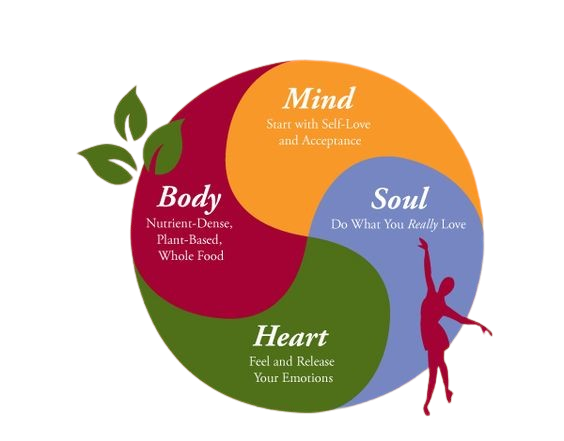 Mind
Start with Self-Love
and Acceptance
Body
Nutrient-Dense,
Plant-Based,
Whole Food
Soul
Do What You Really Love
Heart
Feel and Release
Your Emotions